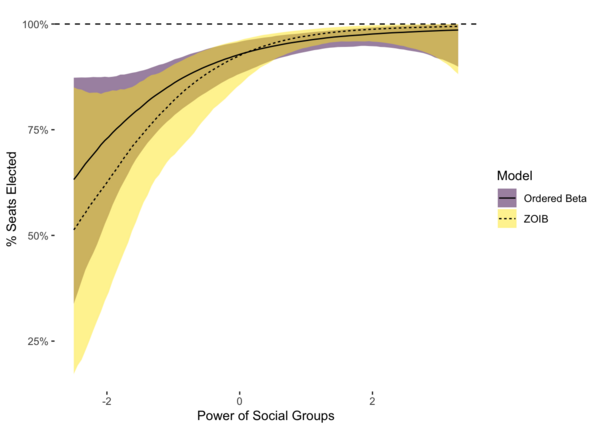 100%
75%
50%
25%
% Seats Elected
-2
0
2
Power of Social Groups
Model
Ordered Beta
ZOIB